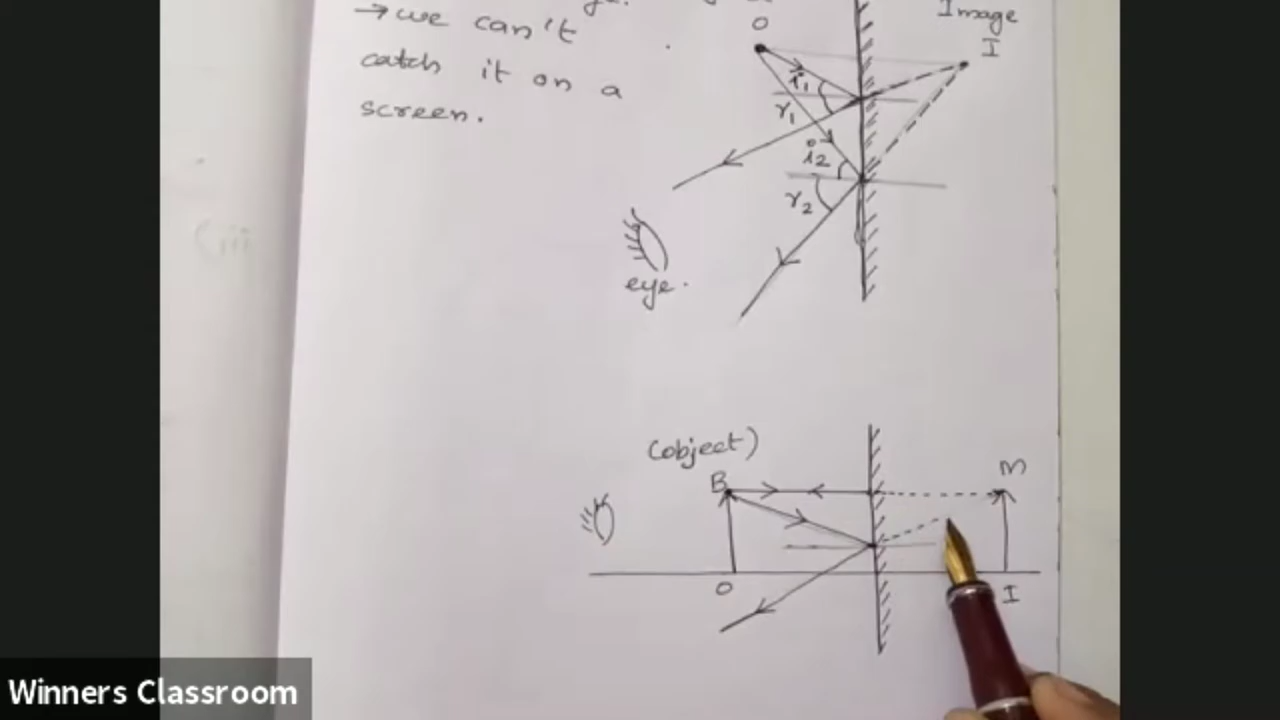 → we can't
catch it on a
screen.
O
Image
I
i₁
r₁
i₂
r₂
eye.
(object)
B
M
O
I
Winners Classroom